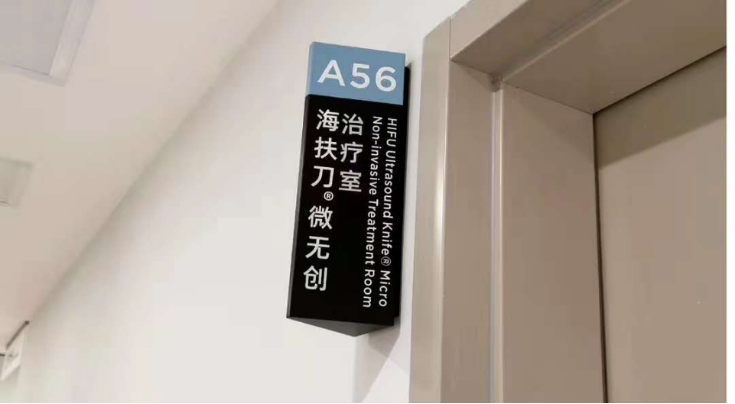 A56
海扶刀®微无创
治疗室
HIFU Ultrasound Knife® Micro
Non-invasive Treatment Room